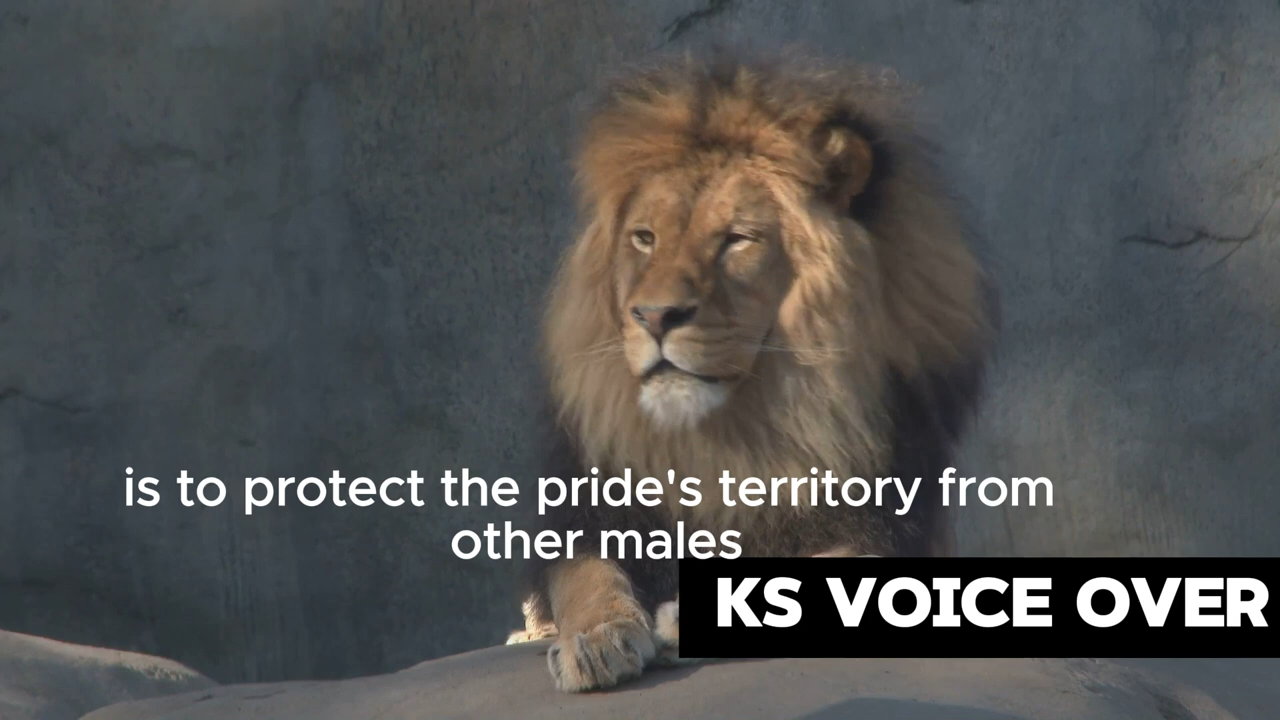 is to protect the pride's territory from
other males
KS VOICE OVER